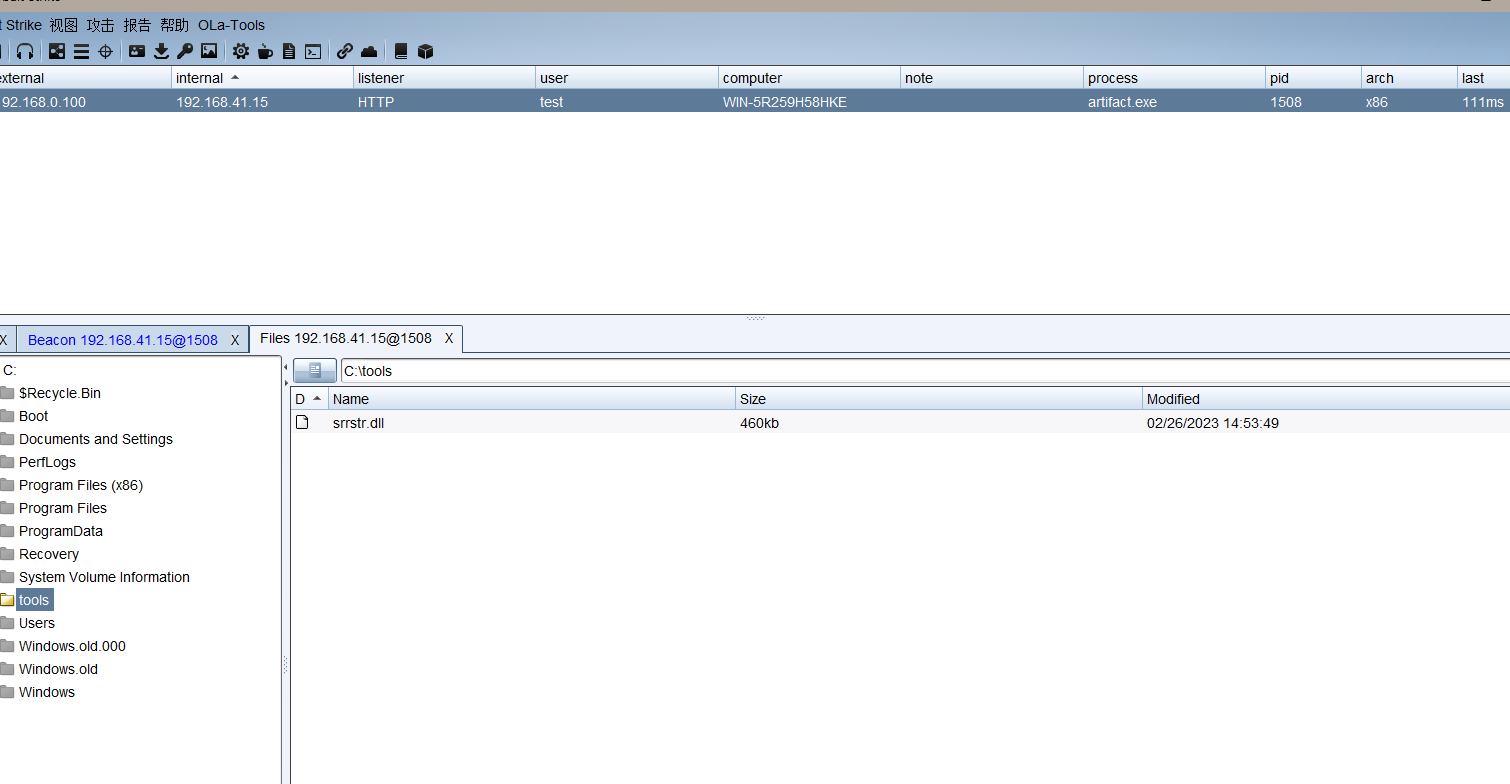 t Strike 视图 攻击 报告 帮助 OLa-Tools
external internal listener user computer note process pid arch last
92.168.0.100 192.168.41.15 HTTP test WIN-5R259H58HKE artifact.exe 1508 x86 111ms
X Beacon 192.168.41.15@1508 X Files 192.168.41.15@1508 X
C:
$Recycle.Bin
Boot
Documents and Settings
PerfLogs
Program Files (x86)
Program Files
ProgramData
Recovery
System Volume Information
tools
Users
Windows.old.000
Windows.old
Windows
C:\tools
D Name Size Modified
srrstr.dll 460kb 02/26/2023 14:53:49